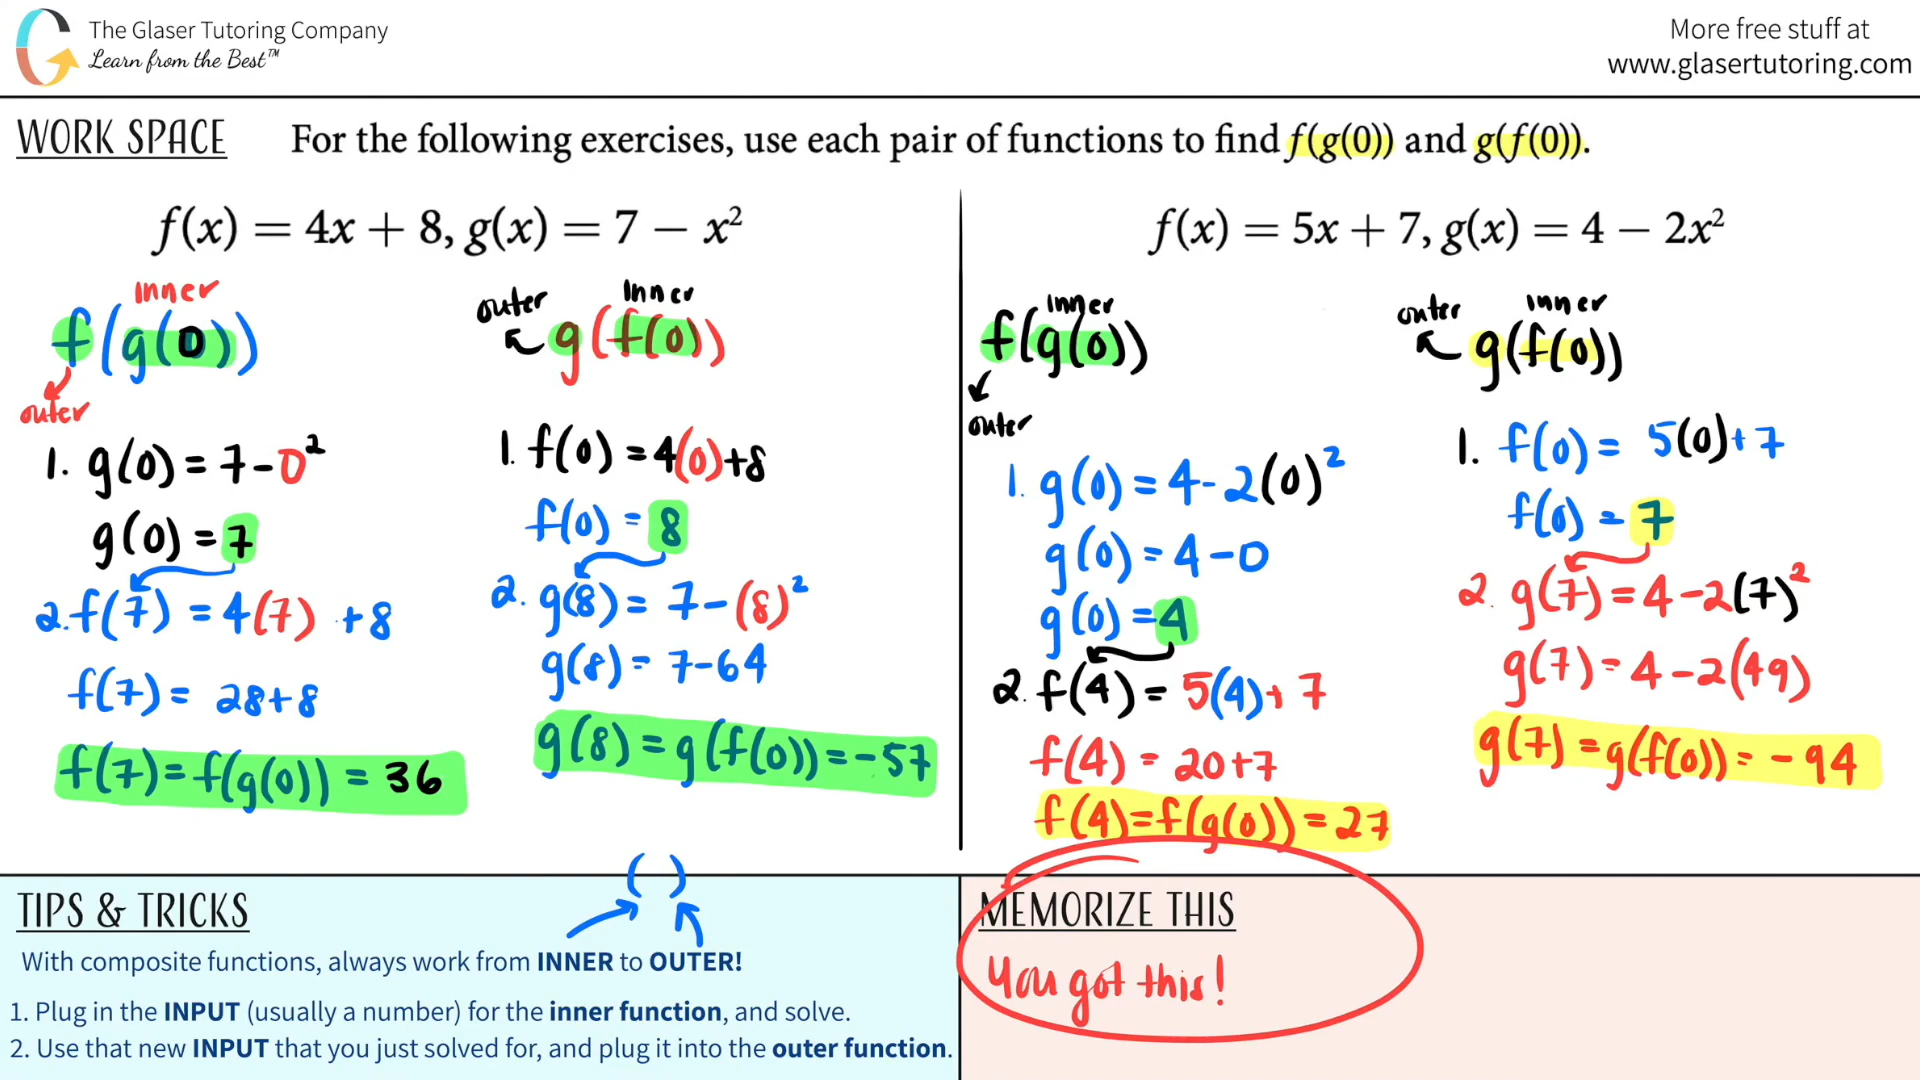 The Glaser Tutoring Company
Learn from the Best™
More free stuff at
www.glasertutoring.com
WORK SPACE
For the following exercises, use each pair of functions to find f(g(0)) and g(f(0)).
f(x) = 4x + 8, g(x) = 7 − x²
inner
f(g(0))
outer
1. g(0) = 7-0²
g(0) = 7
2. f(7) = 4(7) +8
f(7) = 28+8
f(7) = f(g(0)) = 36
outer
inner
g(f(0))
1. f(0) = 4(0)+8
f(0) = 8
2. g(8) = 7-(8)²
g(8) = 7-64
g(8) = g(f(0)) = -57
f(x) = 5x + 7, g(x) = 4 − 2x²
inner
f(g(0))
outer
1. g(0) = 4-2(0)²
g(0) = 4-0
g(0) = 4
2. f(4) = 5(4)+7
f(4) = 20+7
f(4) = f(g(0)) = 27
outer
inner
g(f(0))
1. f(0) = 5(0)+7
f(0) = 7
2. g(7) = 4-2(7)²
g(7) = 4-2(49)
g(7) = g(f(0)) = -94
( )
TIPS & TRICKS
With composite functions, always work from INNER to OUTER!
1. Plug in the INPUT (usually a number) for the inner function, and solve.
2. Use that new INPUT that you just solved for, and plug it into the outer function.
MEMORIZE THIS
You got this!